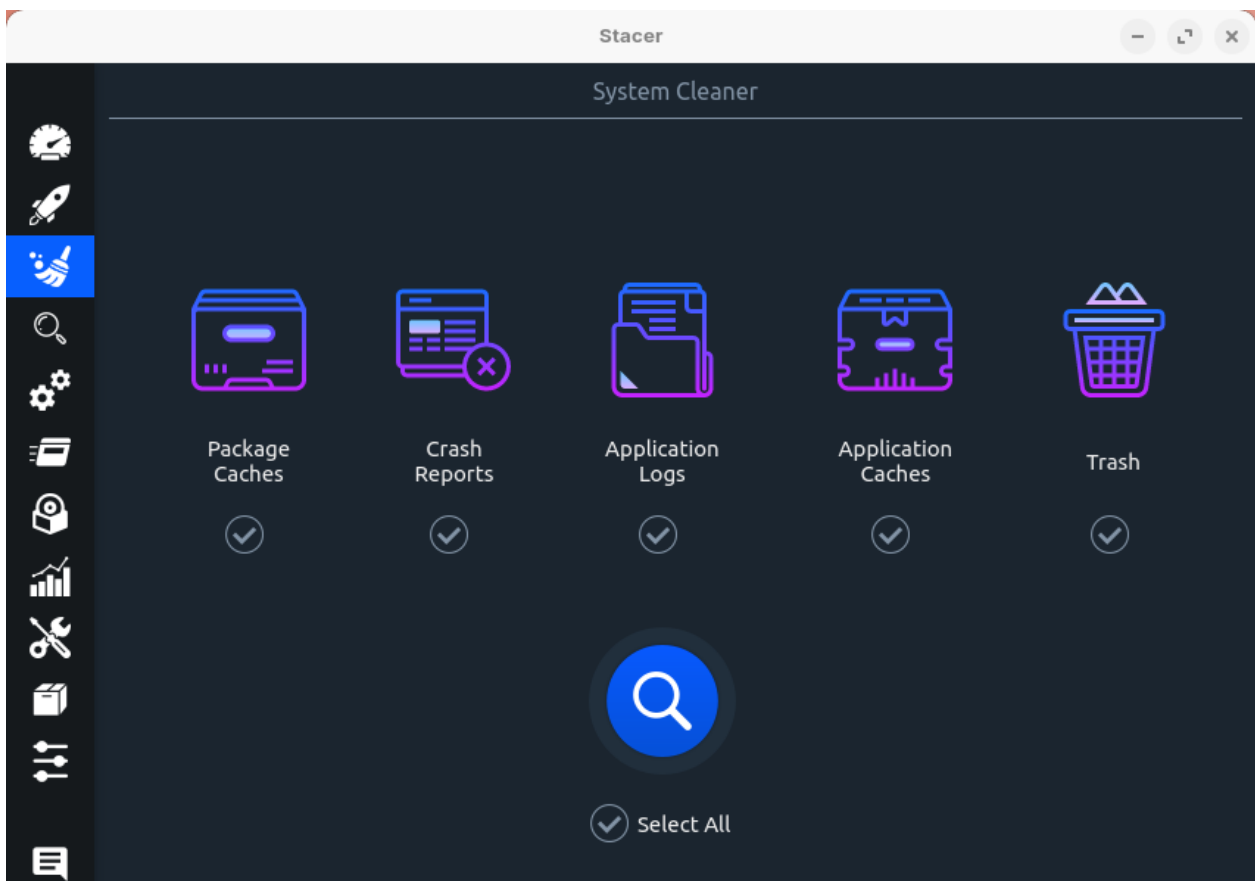 Stacer
System Cleaner
Package
Caches
Crash
Reports
Application
Logs
Application
Caches
Trash
Select All